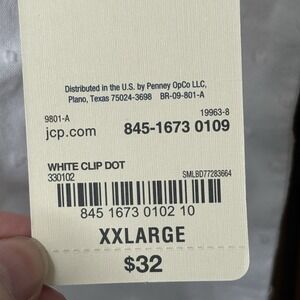 Distributed in the U.S. by Penney OpCo LLC,
Plano, Texas 75024-3698 BR-09-801-A
9801-A 19963-8
jcp.com 845-1673 0109
WHITE CLIP DOT
330102 SMLBD77283664
845 1673 0102 10
XXLARGE
$32